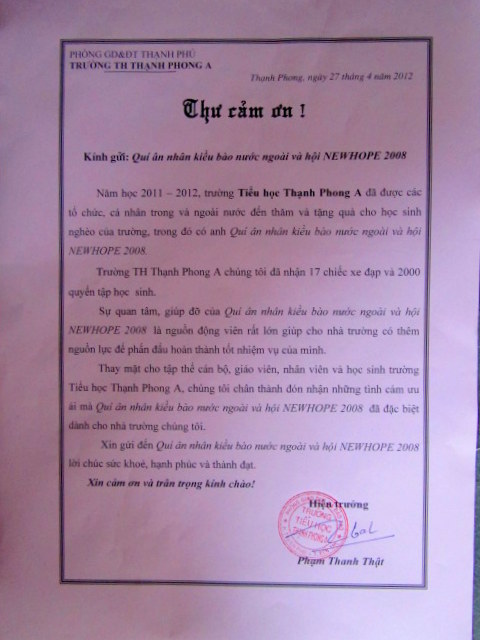 PHÒNG GD&ĐT THẠNH PHÚ
TRƯỜNG TH THẠNH PHONG A
Thạnh Phong, ngày 27 tháng 4 năm 2012
Thư cảm ơn !
Kính gửi: Quí ân nhân kiều bào nước ngoài và hội NEWHOPE 2008
Năm học 2011 – 2012, trường Tiểu học Thạnh Phong A đã được các
tổ chức, cá nhân trong và ngoài nước đến thăm và tặng quà cho học sinh
nghèo của trường, trong đó có anh Quí ân nhân kiều bào nước ngoài và hội
NEWHOPE 2008.
Trường TH Thạnh Phong A chúng tôi đã nhận 17 chiếc xe đạp và 2000
quyển tập học sinh.
Sự quan tâm, giúp đỡ của Quí ân nhân kiều bào nước ngoài và hội
NEWHOPE 2008 là nguồn động viên rất lớn giúp cho nhà trường có thêm
nguồn lực để phấn đấu hoàn thành tốt nhiệm vụ của mình.
Thay mặt cho tập thể cán bộ, giáo viên, nhân viên và học sinh trường
Tiểu học Thạnh Phong A, chúng tôi chân thành đón nhận những tình cảm ưu
ái mà Quí ân nhân kiều bào nước ngoài và hội NEWHOPE 2008 đã đặc biệt
dành cho nhà trường chúng tôi.
Xin gửi đến Quí ân nhân kiều bào nước ngoài và hội NEWHOPE 2008
lời chúc sức khoẻ, hạnh phúc và thành đạt.
Xin cảm ơn và trân trọng kính chào!
Hiệu trưởng
TRƯỜNG
TIỂU HỌC
Phạm Thanh Thật